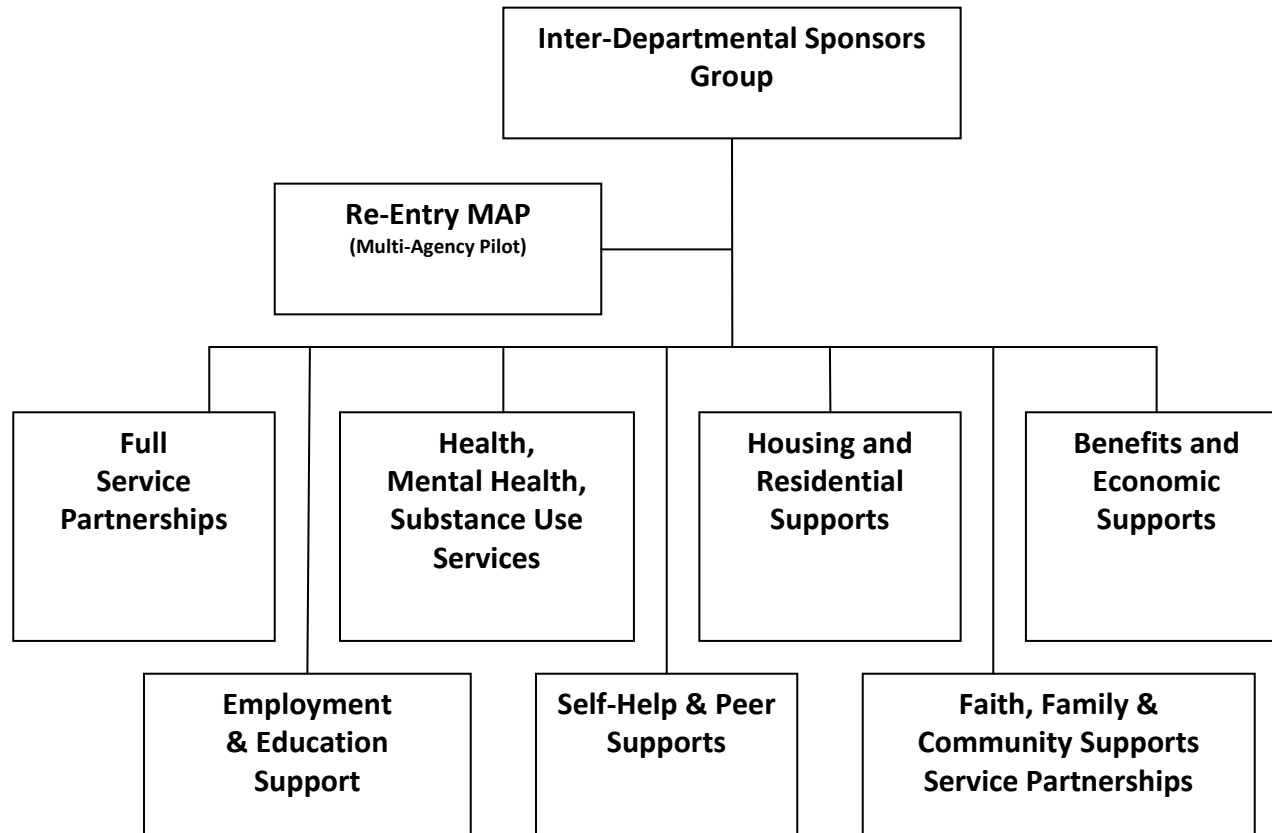 Inter-Departmental Sponsors
Group
Re-Entry MAP
(Multi-Agency Pilot)
Full
Service
Partnerships
Health,
Mental Health,
Substance Use
Services
Housing and
Residential
Supports
Benefits and
Economic
Supports
Employment
& Education
Support
Self-Help & Peer
Supports
Faith, Family &
Community Supports
Service Partnerships